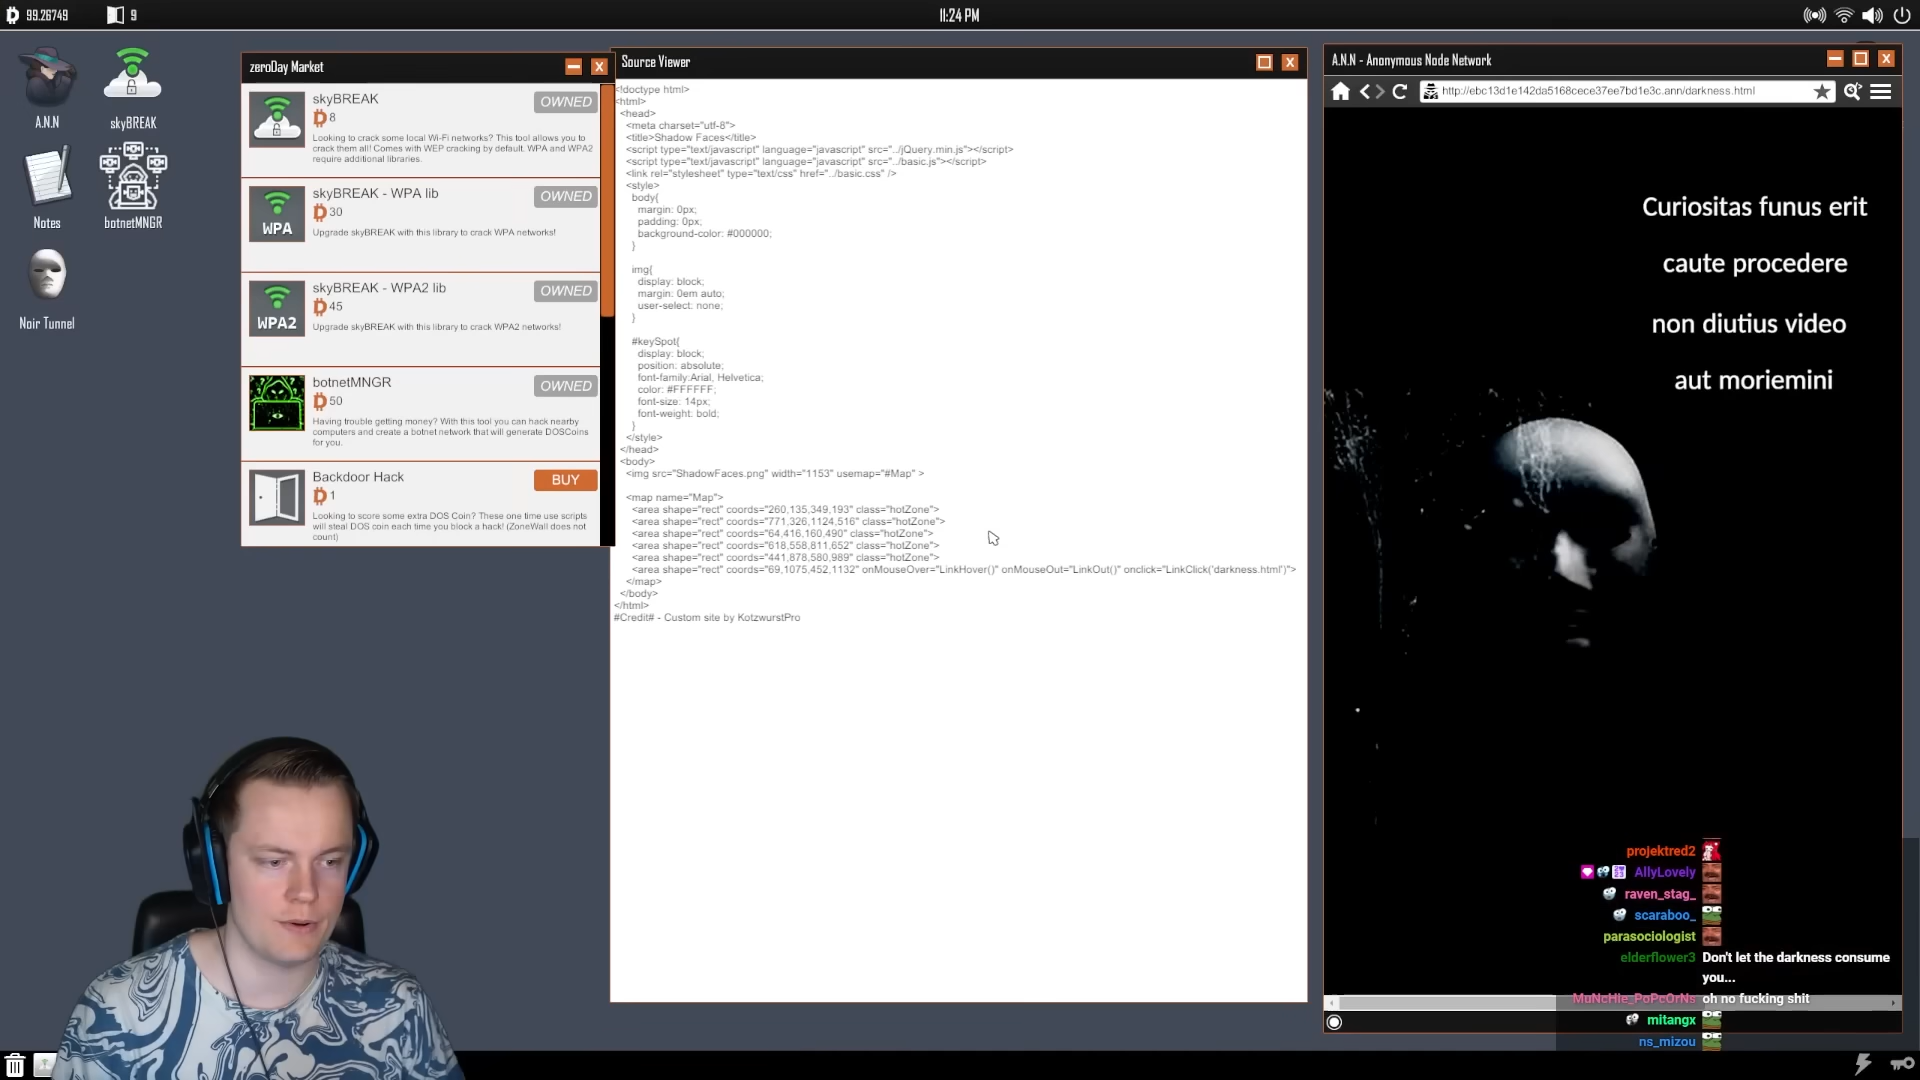 99.26749
9
11:24 PM
A.N.N
skyBREAK
Notes
botnetMNGR
Noir Tunnel
zeroDay Market
skyBREAK
OWNED
8
Looking to crack some local Wi-Fi networks? This tool allows you to
crack them all! Comes with WEP cracking by default. WPA and WPA2
require additional libraries.
WPA
skyBREAK - WPA lib
OWNED
30
Upgrade skyBREAK with this library to crack WPA networks!
WPA2
skyBREAK - WPA2 lib
OWNED
45
Upgrade skyBREAK with this library to crack WPA2 networks!
botnetMNGR
OWNED
50
Having trouble getting money? With this tool you can hack nearby
computers and create a botnet network that will generate DOSCoins
for you.
Backdoor Hack
BUY
1
Looking to score some extra DOS Coin? These one time use scripts
will steal DOS coin each time you block a hack! (ZoneWall does not
count)
Source Viewer
<!doctype html>
<html>
<head>
<meta charset="utf-8">
<title>Shadow Faces</title>
<script type="text/javascript" language="javascript" src="../jQuery.min.js"></script>
<script type="text/javascript" language="javascript" src="../basic.js"></script>
<link rel="stylesheet" type="text/css" href="../basic.css" />
<style>
body{
margin: 0px;
padding: 0px;
background-color: #000000;
}
img{
display: block;
margin: 0em auto;
user-select: none;
}
#keySpot{
display: block;
position: absolute;
font-family:Arial, Helvetica;
color: #FFFFFF;
font-size: 14px;
font-weight: bold;
}
</style>
</head>
<body>
<img src="ShadowFaces.png" width="1153" usemap="#Map" >
<map name="Map">
<area shape="rect" coords="260,135,349,193" class="hotZone">
<area shape="rect" coords="771,326,1124,516" class="hotZone">
<area shape="rect" coords="64,416,160,490" class="hotZone">
<area shape="rect" coords="618,558,811,652" class="hotZone">
<area shape="rect" coords="441,878,580,989" class="hotZone">
<area shape="rect" coords="69,1075,452,1132" onMouseOver="LinkHover()" onMouseOut="LinkOut()" onclick="LinkClick('darkness.html')">
</map>
</body>
</html>
#Credit# - Custom site by KotzwurstPro
A.N.N - Anonymous Node Network
http://ebc13d1e142da5168cece37ee7bd1e3c.ann/darkness.html
Curiositas funus erit
caute procedere
non diutius video
aut moriemini
projektred2
AllyLovely
raven_stag_
scaraboo_
parasociologist
elderflower3 Don't let the darkness consume
you...
MuNcHIe_PoPcOrNs oh no fucking shit
mitangx
ns_mizou